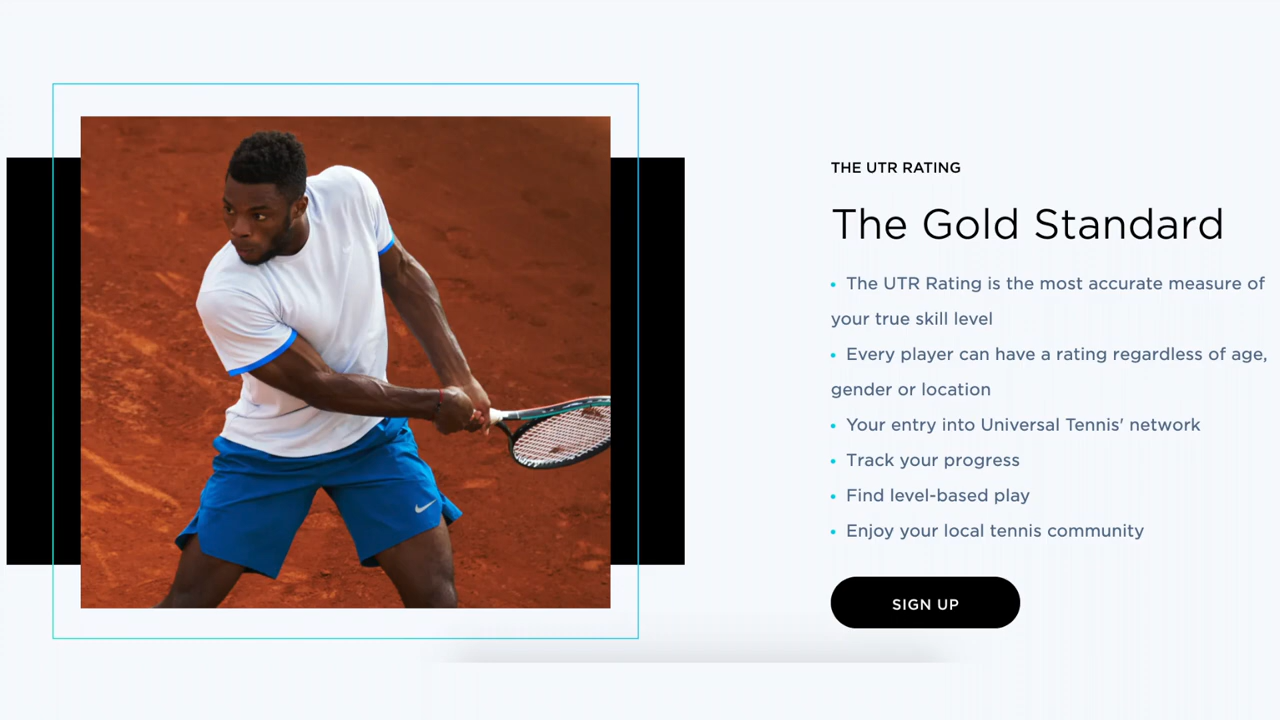 THE UTR RATING
The Gold Standard
• The UTR Rating is the most accurate measure of
your true skill level
• Every player can have a rating regardless of age,
gender or location
• Your entry into Universal Tennis' network
• Track your progress
• Find level-based play
• Enjoy your local tennis community
SIGN UP